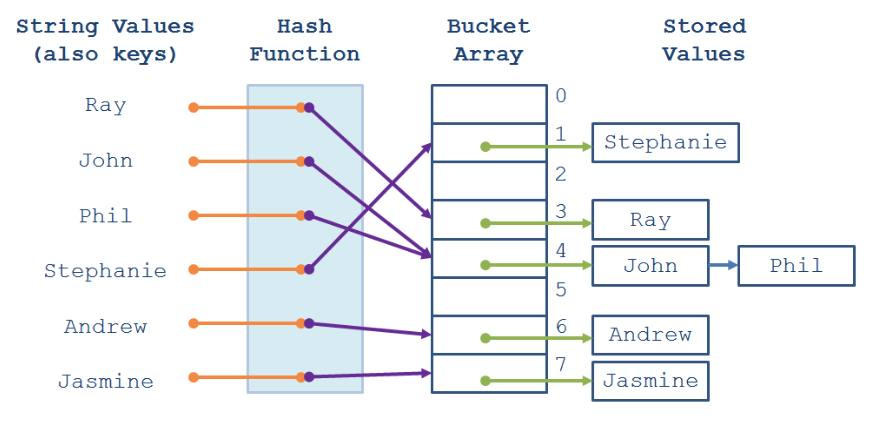 String Values
(also keys)
Hash
Function
Bucket
Array
Stored
Values
Ray
John
Phil
Stephanie
Andrew
Jasmine
0
1
2
3
4
5
6
7
Stephanie
Ray
John
Phil
Andrew
Jasmine